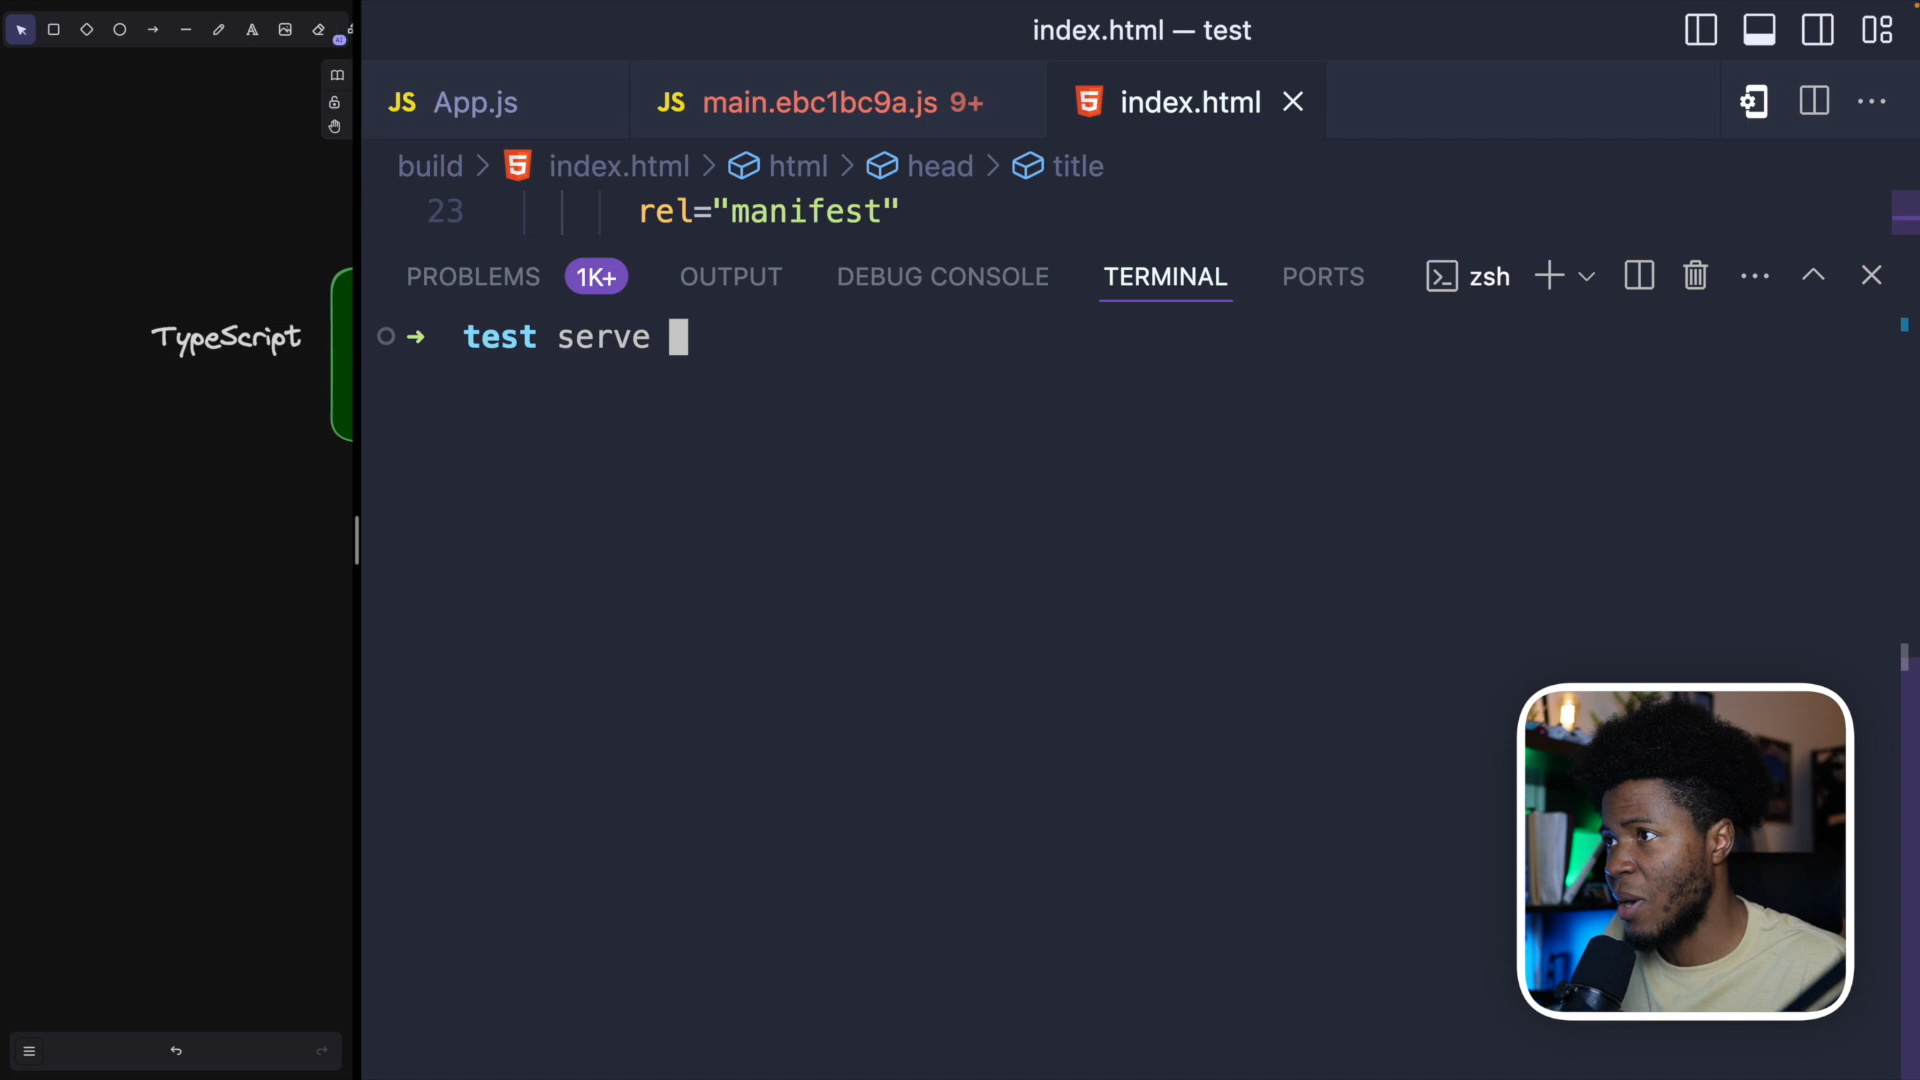 index.html — test
JS App.js
JS main.ebc1bc9a.js 9+
index.html
build > index.html > html > head > title
23 rel="manifest"
PROBLEMS 1K+ OUTPUT DEBUG CONSOLE TERMINAL PORTS zsh
→ test serve
TypeScript
AI